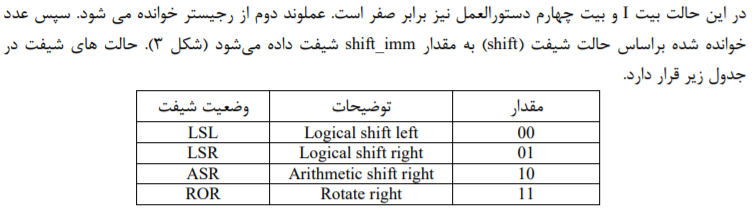 در این حالت بیت I و بیت چهارم دستورالعمل نیز برابر صفر است. عملوند دوم از رجیستر خوانده می شود. سپس عدد
خوانده شده براساس حالت شیفت (shift) به مقدار shift_imm شیفت داده می‌شود (شکل ۳). حالت های شیفت در
جدول زیر قرار دارد.
مقدار توضیحات وضعیت شیفت
00 Logical shift left LSL
01 Logical shift right LSR
10 Arithmetic shift right ASR
11 Rotate right ROR